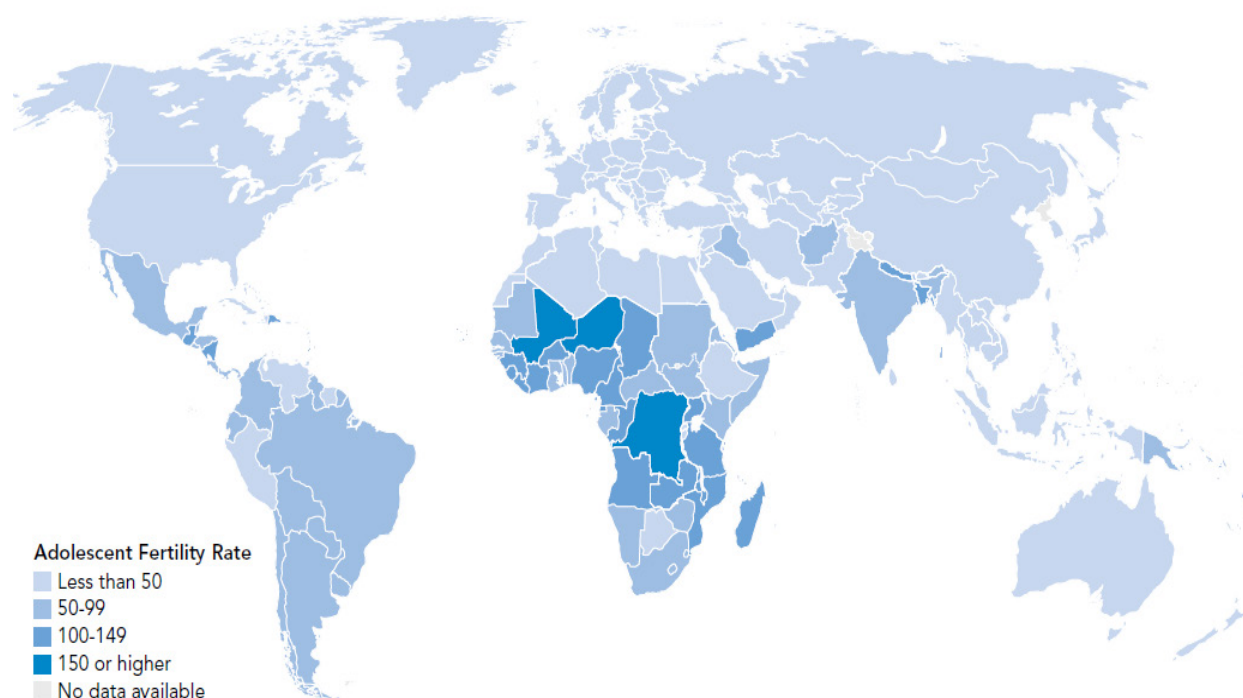 Adolescent Fertility Rate
Less than 50
50-99
100-149
150 or higher
No data available